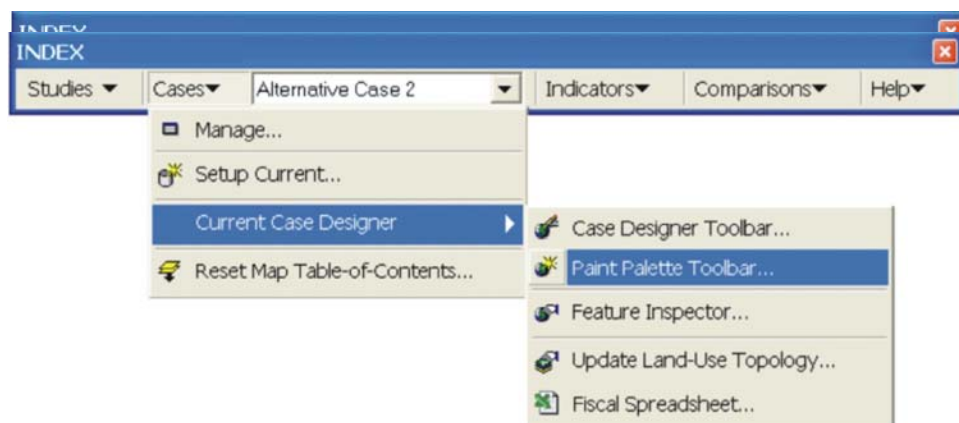 INDEX
INDEX
Studies Cases Alternative Case 2 Indicators Comparisons Help
Manage...
Setup Current...
Current Case Designer
Reset Map Table-of-Contents...
Case Designer Toolbar...
Paint Palette Toolbar...
Feature Inspector...
Update Land-Use Topology...
Fiscal Spreadsheet...